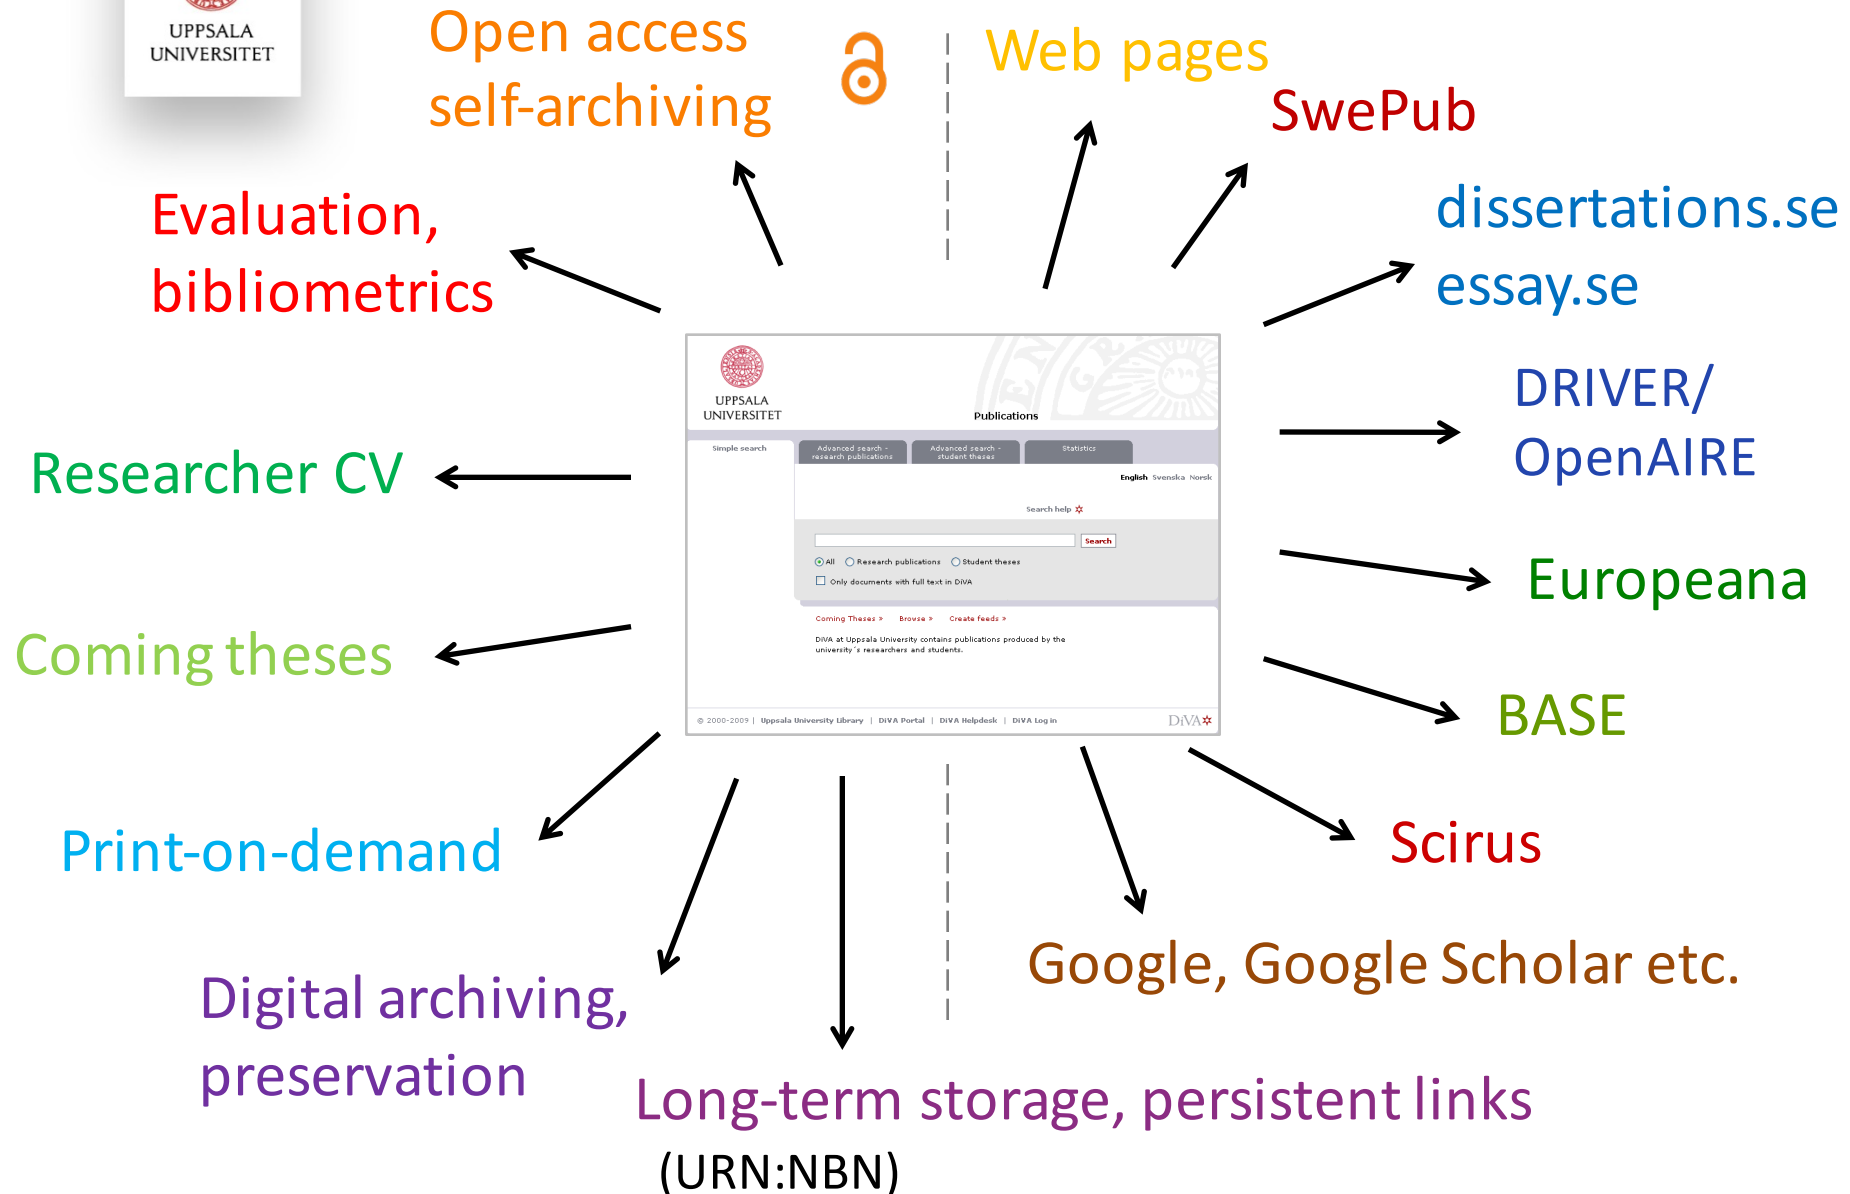 UPPSALA
UNIVERSITET
Open access
self-archiving
Web pages
SwePub
Evaluation,
bibliometrics
dissertations.se
essay.se
Researcher CV
DRIVER/
OpenAIRE
Coming theses
Europeana
BASE
Print-on-demand
Scirus
Digital archiving,
preservation
Google, Google Scholar etc.
Long-term storage, persistent links
(URN:NBN)
UPPSALA
UNIVERSITET
Publications
Simple search
Advanced search -
research publications
Advanced search -
student theses
Statistics
English Svenska Norsk
Search help
Search
All Research publications Student theses
Only documents with full text in DiVA
Coming Theses » Browse » Create feeds »
DiVA at Uppsala University contains publications produced by the
university´s researchers and students.
© 2000-2009 | Uppsala University Library | DiVA Portal | DiVA Helpdesk | DiVA Log in
DiVA